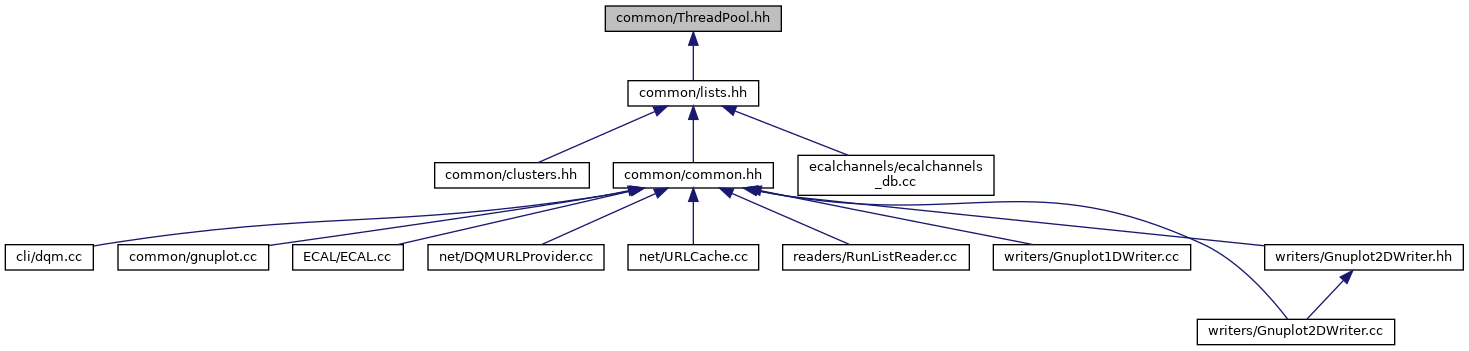 common/ThreadPool.hh
common/lists.hh
common/clusters.hh
common/common.hh
ecalchannels/ecalchannels
_db.cc
cli/dqm.cc
common/gnuplot.cc
ECAL/ECAL.cc
net/DQMURLProvider.cc
net/URLCache.cc
readers/RunListReader.cc
writers/Gnuplot1DWriter.cc
writers/Gnuplot2DWriter.hh
writers/Gnuplot2DWriter.cc